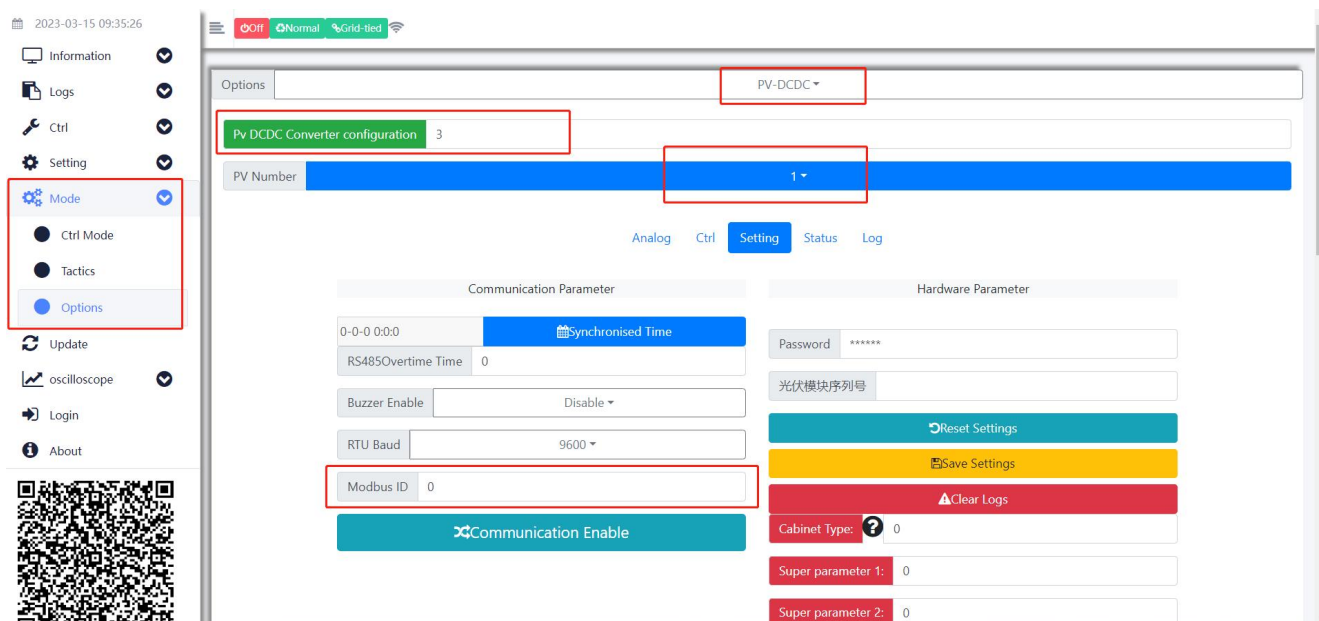 2023-03-15 09:35:26
Off Normal Grid-tied
Information
Logs
Ctrl
Setting
Mode
Ctrl Mode
Tactics
Options
Update
oscilloscope
Login
About
Options PV-DCDC
Pv DCDC Converter configuration 3
PV Number 1
Analog Ctrl Setting Status Log
Communication Parameter
0-0-0 0:0:0 Synchronised Time
RS485Overtime Time 0
Buzzer Enable Disable
RTU Baud 9600
Modbus ID 0
Communication Enable
Hardware Parameter
Password ******
光伏模块序列号
Reset Settings
Save Settings
Clear Logs
Cabinet Type: ? 0
Super parameter 1: 0
Super parameter 2: 0